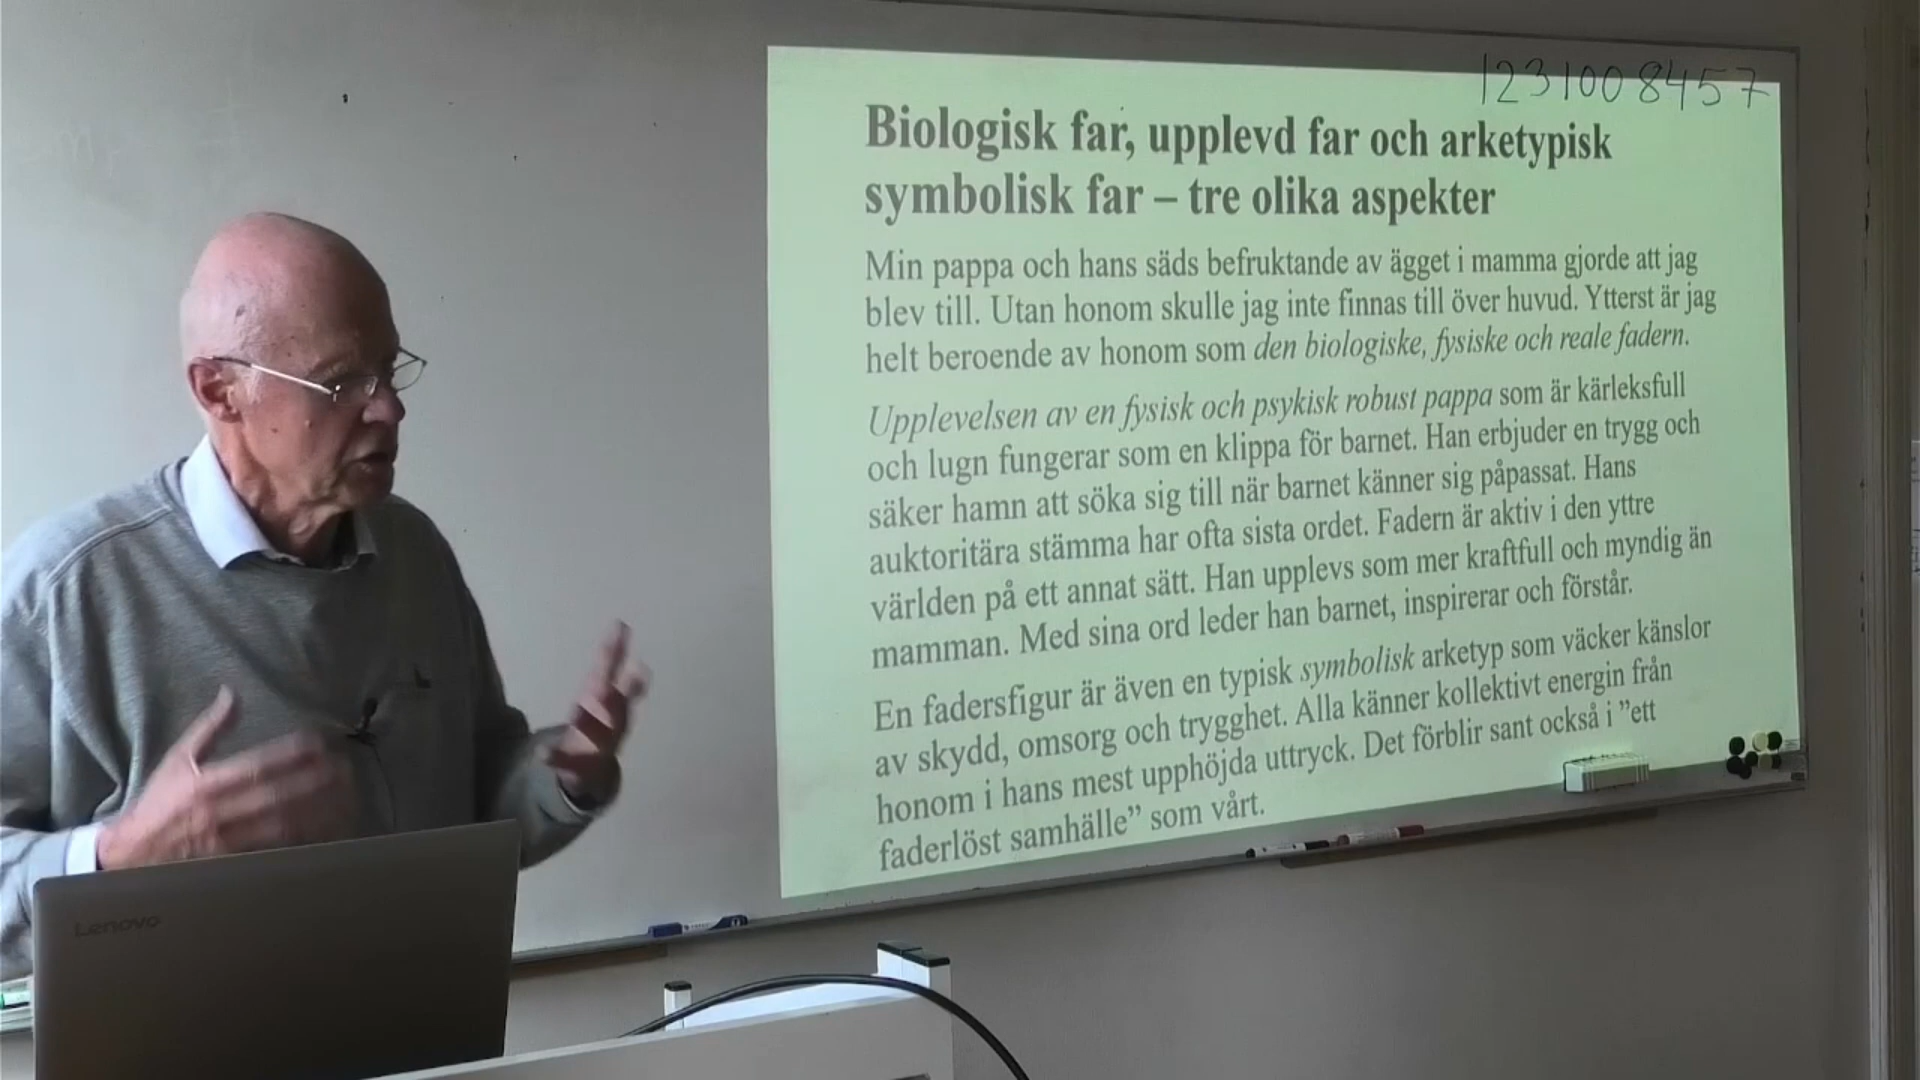 1231008457
Biologisk far, upplevd far och arketypisk
symbolisk far – tre olika aspekter
Min pappa och hans säds befruktande av ägget i mamma gjorde att jag
blev till. Utan honom skulle jag inte finnas till över huvud. Ytterst är jag
helt beroende av honom som den biologiske, fysiske och reale fadern.
Upplevelsen av en fysisk och psykisk robust pappa som är kärleksfull
och lugn fungerar som en klippa för barnet. Han erbjuder en trygg och
säker hamn att söka sig till när barnet känner sig påpassat. Hans
auktoritära stämma har ofta sista ordet. Fadern är aktiv i den yttre
världen på ett annat sätt. Han upplevs som mer kraftfull och myndig än
mamman. Med sina ord leder han barnet, inspirerar och förstår.
En fadersfigur är även en typisk symbolisk arketyp som väcker känslor
av skydd, omsorg och trygghet. Alla känner kollektivt energin från
honom i hans mest upphöjda uttryck. Det förblir sant också i ”ett
faderlöst samhälle” som vårt.
Lenovo